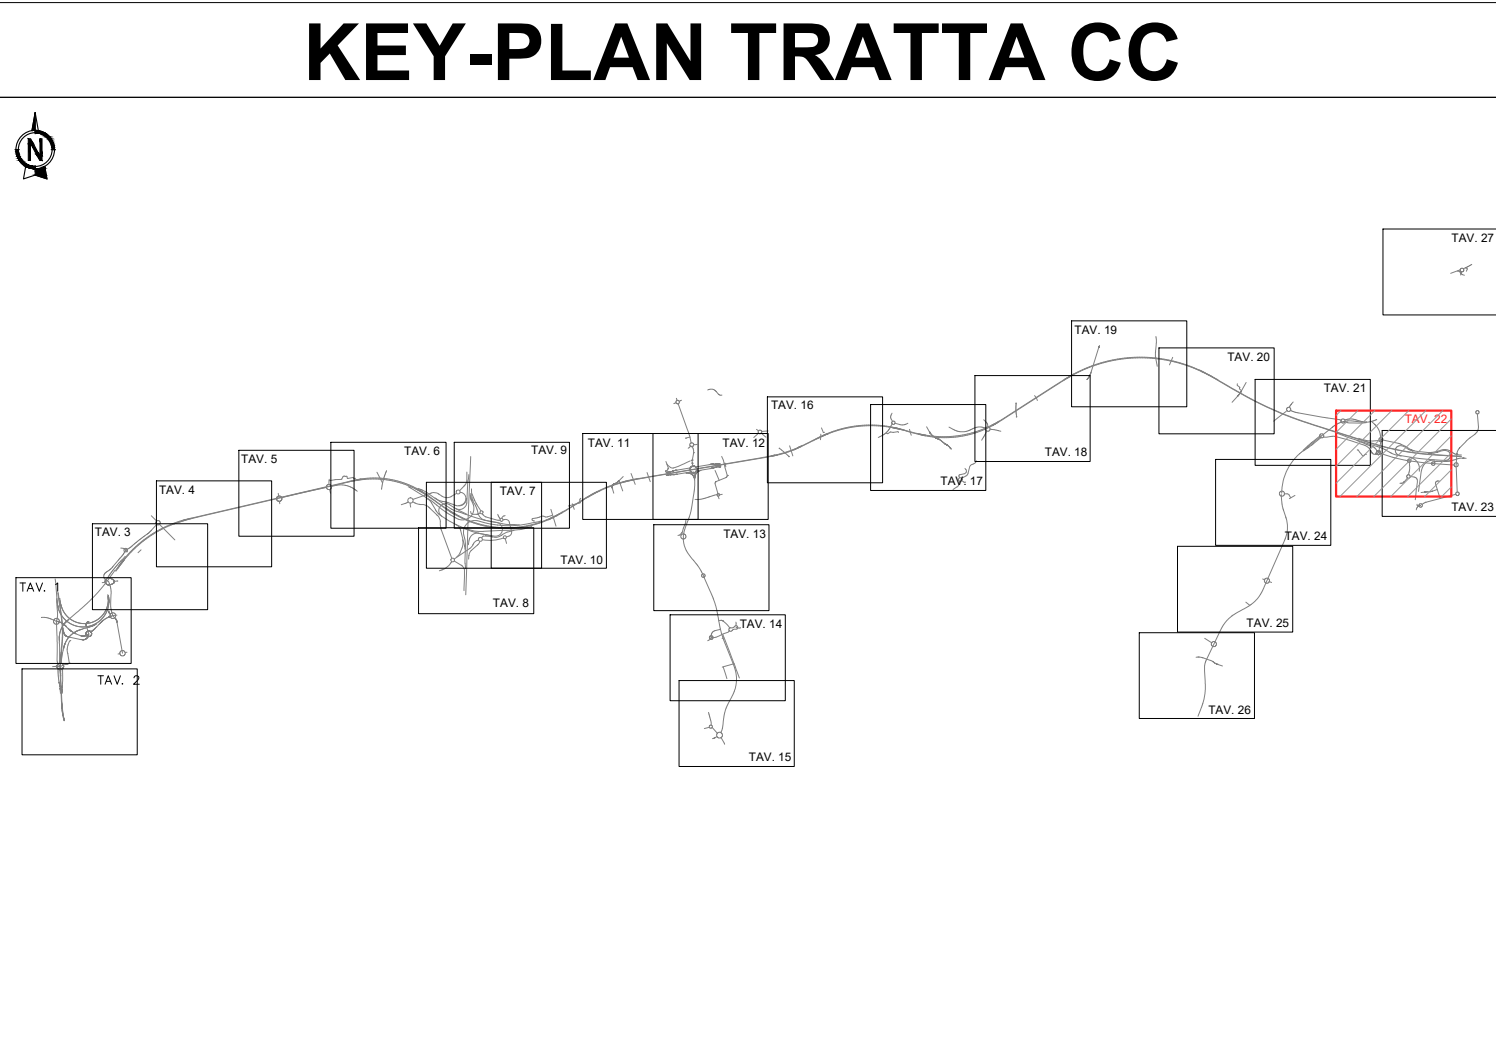 KEY-PLAN TRATTA CC
N
TAV. 27
TAV. 19
TAV. 20
TAV. 21
TAV. 16
TAV. 22
TAV. 11
TAV. 12
TAV. 6
TAV. 9
TAV. 18
TAV. 5
TAV. 17
TAV. 4
TAV. 7
TAV. 23
TAV. 3
TAV. 13
TAV. 24
TAV. 10
TAV. 1
TAV. 8
TAV. 14
TAV. 25
TAV. 2
TAV. 26
TAV. 15